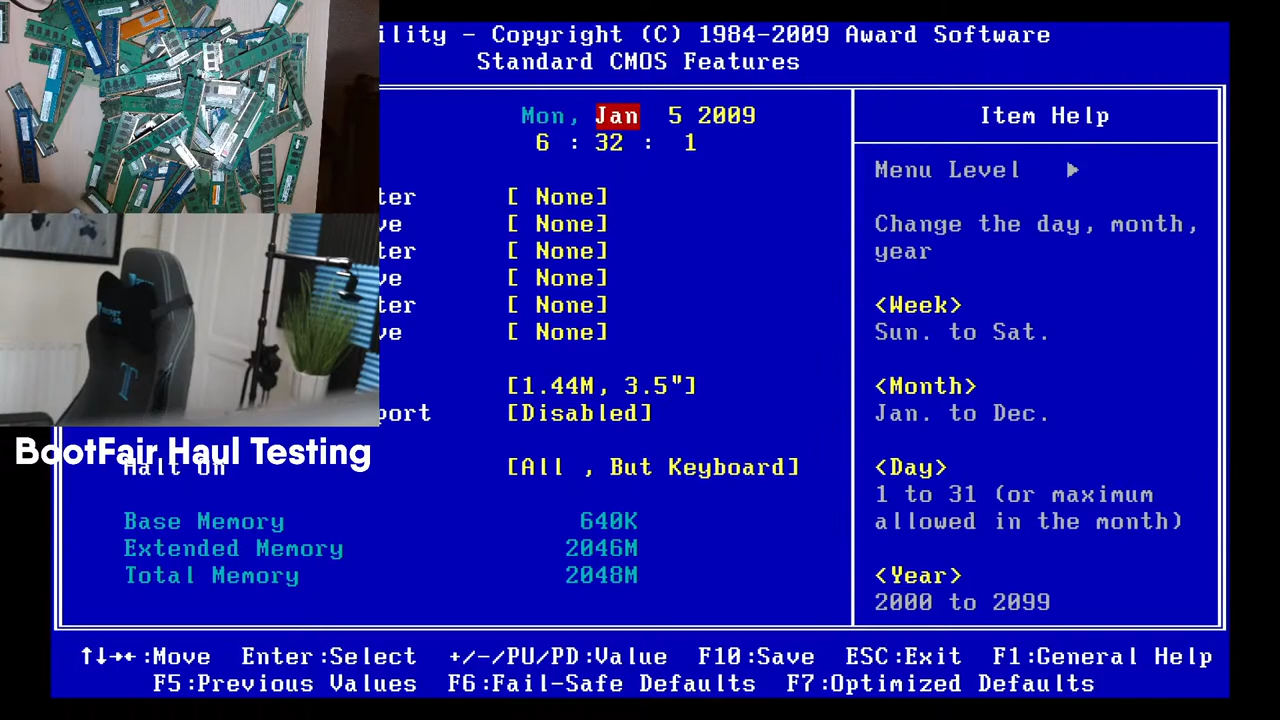 ility - Copyright (C) 1984-2009 Award Software
Standard CMOS Features
Mon, Jan 5 2009
6 : 32 : 1
ter [ None]
ve [ None]
ter [ None]
ve [ None]
ter [ None]
ve [ None]
[1.44M, 3.5"]
port [Disabled]
BootFair Haul Testing
Halt On [All , But Keyboard]
Base Memory 640K
Extended Memory 2046M
Total Memory 2048M
Item Help
Menu Level ▶
Change the day, month,
year
<Week>
Sun. to Sat.
<Month>
Jan. to Dec.
<Day>
1 to 31 (or maximum
allowed in the month)
<Year>
2000 to 2099
↑↓→←:Move Enter:Select +/-/PU/PD:Value F10:Save ESC:Exit F1:General Help
F5:Previous Values F6:Fail-Safe Defaults F7:Optimized Defaults